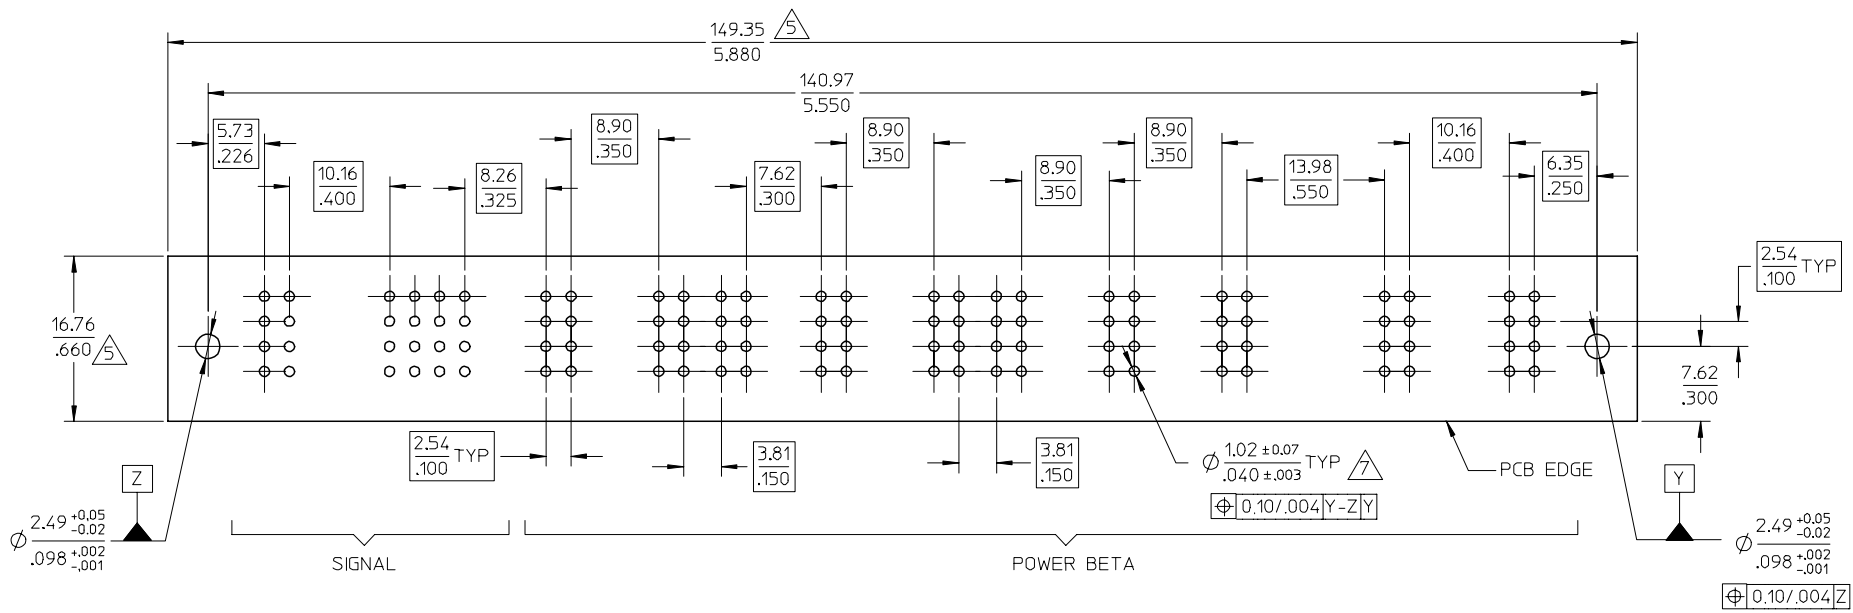 149.35 5
5.880
140.97
5.550
5.73
.226
8.90
.350
8.90
.350
8.90
.350
10.16
.400
10.16
.400
8.26
.325
7.62
.300
8.90
.350
13.98
.550
6.35
.250
2.54 TYP
.100
16.76
.660 5
7.62
.300
2.54 TYP
.100
3.81
.150
3.81
.150
Ø 1.02 ±0.07 TYP 7
.040 ±.003
⌖ 0.10/.004 Y-Z Y
PCB EDGE
Z
Y
Ø 2.49 +0.05 -0.02
.098 +.002 -.001
SIGNAL
POWER BETA
Ø 2.49 +0.05 -0.02
.098 +.002 -.001
⌖ 0.10/.004 Z